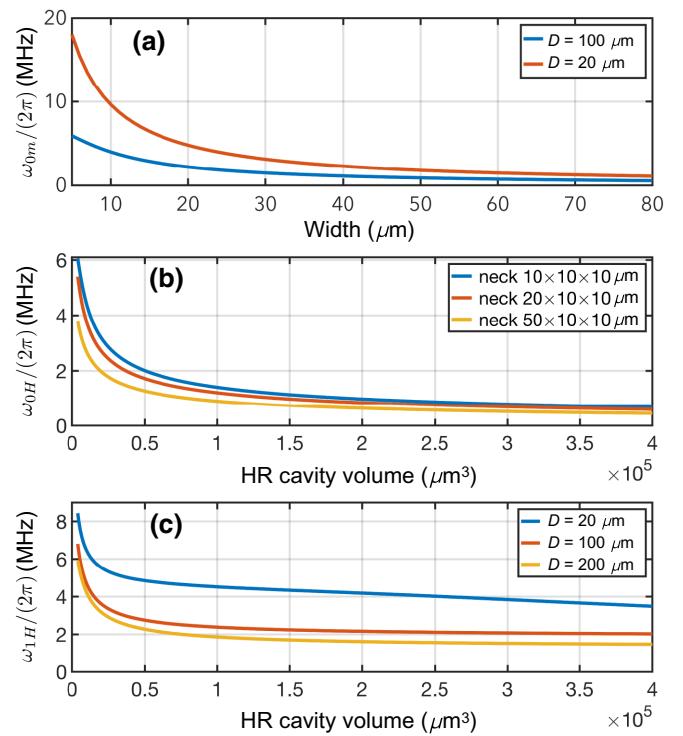 (a)
ω0m/(2π) (MHz)
20
10
0
D = 100 μm
D = 20 μm
10 20 30 40 50 60 70 80
Width (μm)
(b)
ω0H/(2π) (MHz)
6
4
2
0
neck 10×10×10 μm
neck 20×10×10 μm
neck 50×10×10 μm
0 0.5 1 1.5 2 2.5 3 3.5 4
HR cavity volume (μm³)
×10⁵
(c)
ω1H/(2π) (MHz)
8
6
4
2
0
D = 20 μm
D = 100 μm
D = 200 μm
0 0.5 1 1.5 2 2.5 3 3.5 4
HR cavity volume (μm³)
×10⁵